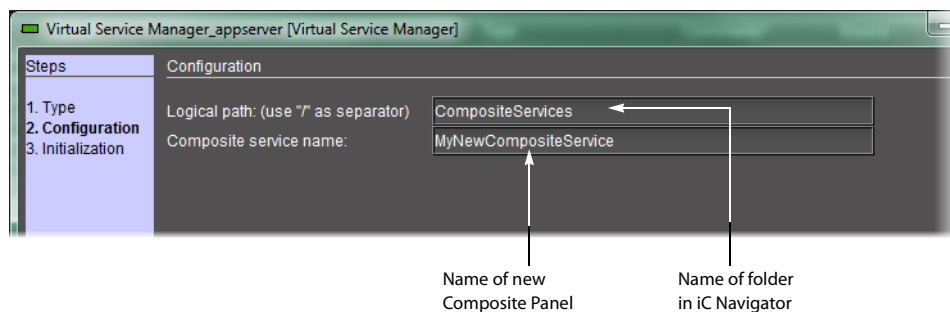 Virtual Service Manager_appserver [Virtual Service Manager]
Steps
Configuration
1. Type
2. Configuration
3. Initialization
Logical path: (use "/" as separator)
CompositeServices
Composite service name:
MyNewCompositeService
Name of new
Composite Panel
Name of folder
in iC Navigator